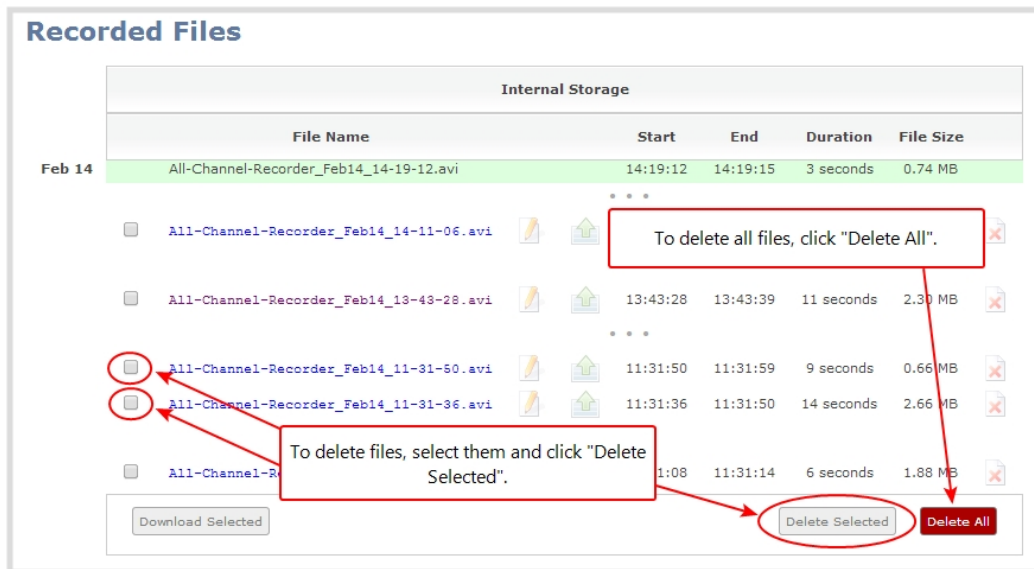 Recorded Files
Internal Storage
File Name Start End Duration File Size
Feb 14 All-Channel-Recorder_Feb14_14-19-12.avi 14:19:12 14:19:15 3 seconds 0.74 MB
All-Channel-Recorder_Feb14_14-11-06.avi
To delete all files, click "Delete All".
All-Channel-Recorder_Feb14_13-43-28.avi 13:43:28 13:43:39 11 seconds 2.30 MB
All-Channel-Recorder_Feb14_11-31-50.avi 11:31:50 11:31:59 9 seconds 0.66 MB
All-Channel-Recorder_Feb14_11-31-36.avi 11:31:36 11:31:50 14 seconds 2.66 MB
To delete files, select them and click "Delete
Selected".
All-Channel-R 1:08 11:31:14 6 seconds 1.88 MB
Download Selected Delete Selected Delete All